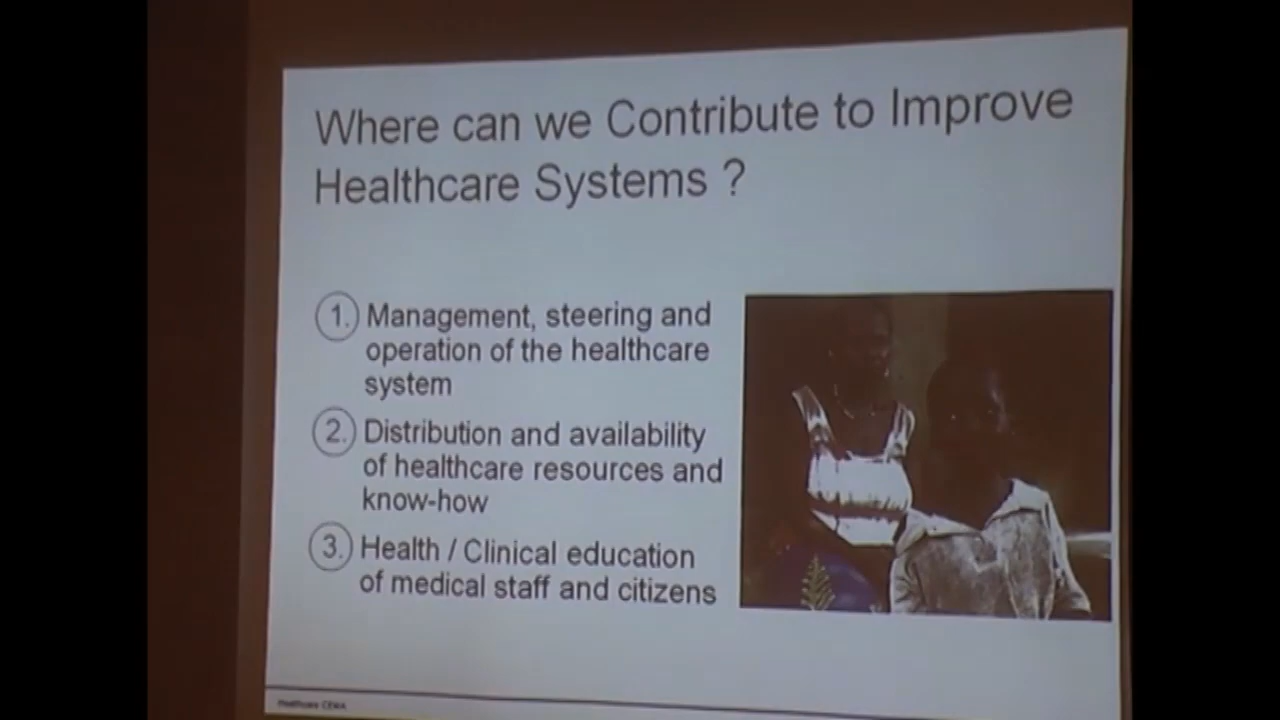 Where can we Contribute to Improve
Healthcare Systems ?
1. Management, steering and
operation of the healthcare
system
2. Distribution and availability
of healthcare resources and
know-how
3. Health / Clinical education
of medical staff and citizens
Healthcare